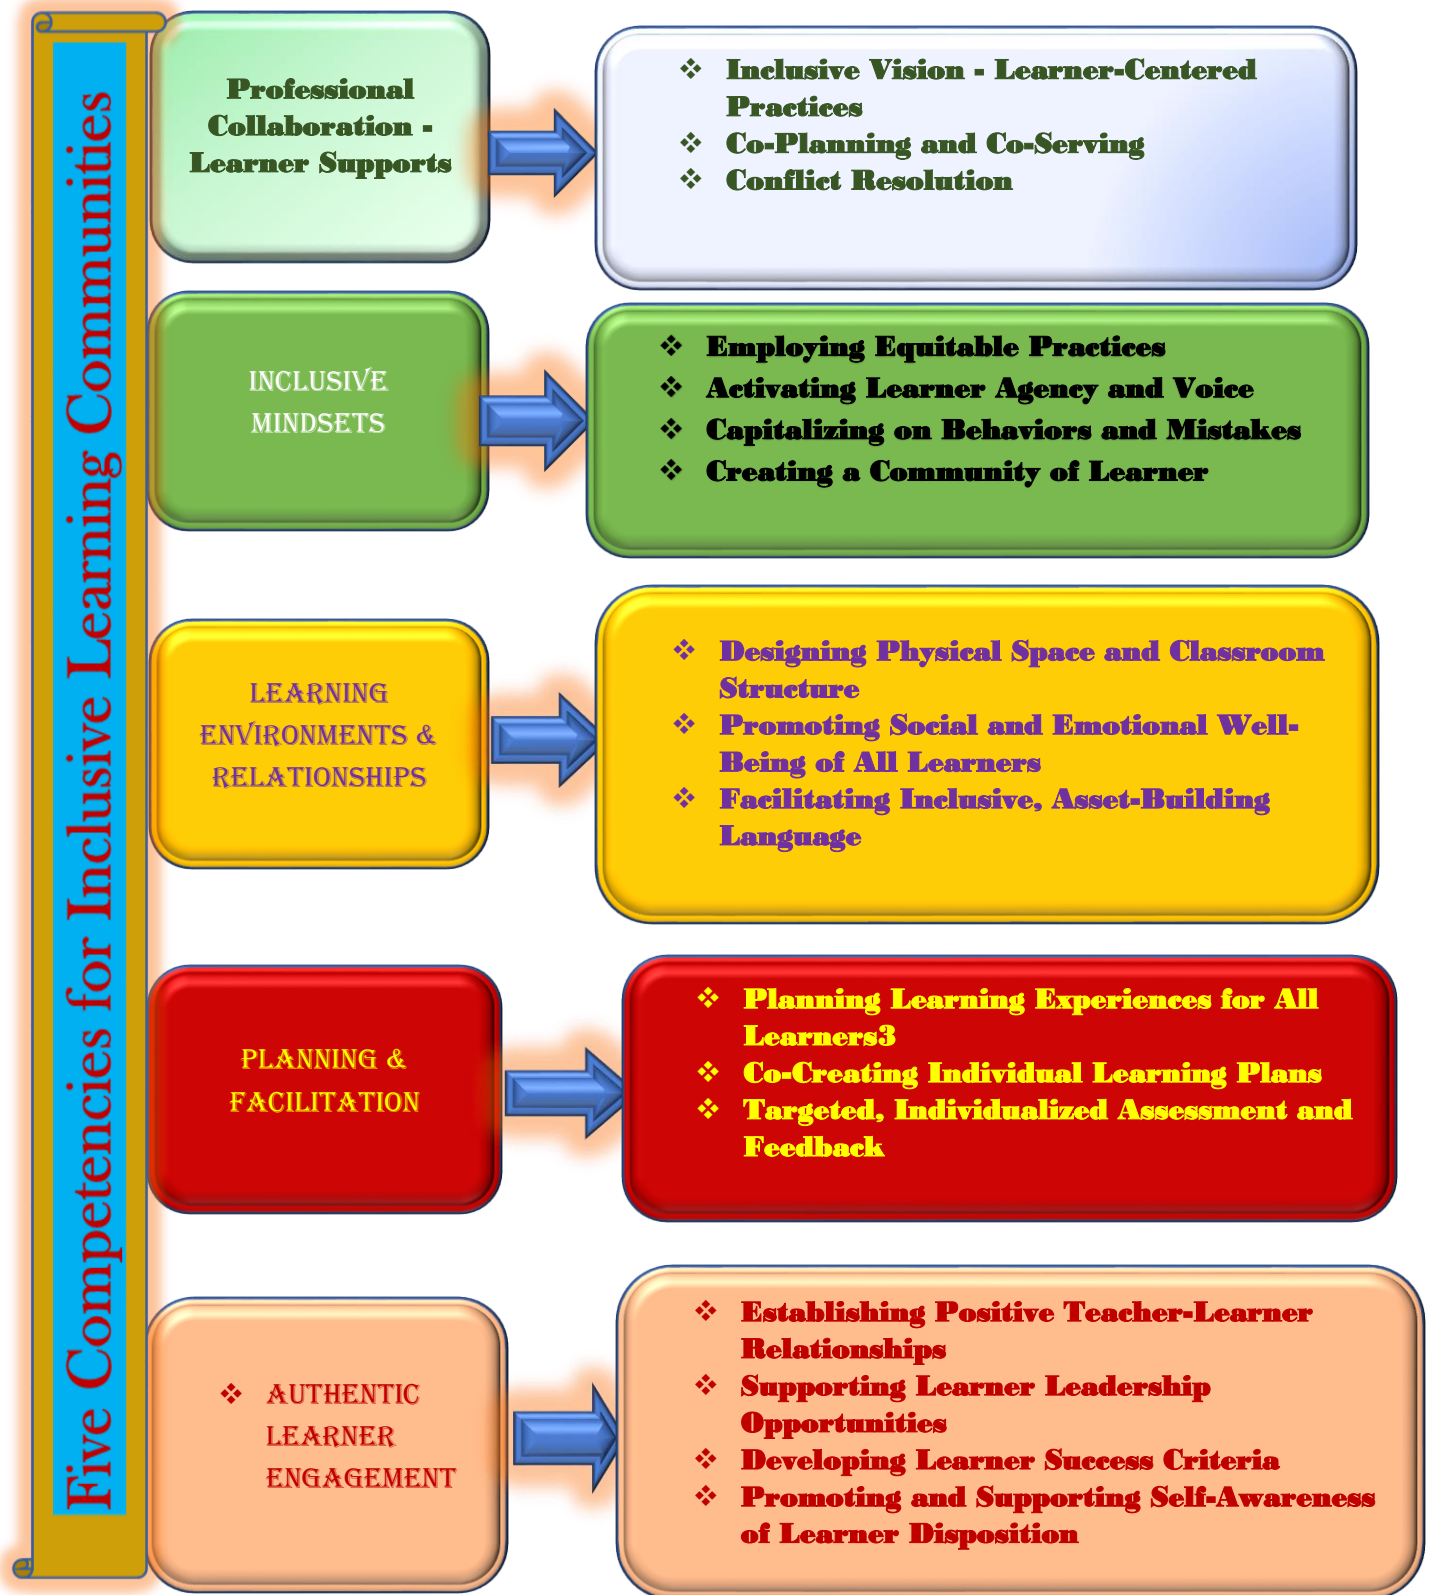 Five Competencies for Inclusive Learning Communities
Professional
Collaboration -
Learner Supports
❖ Inclusive Vision - Learner-Centered
Practices
❖ Co-Planning and Co-Serving
❖ Conflict Resolution
INCLUSIVE
MINDSETS
❖ Employing Equitable Practices
❖ Activating Learner Agency and Voice
❖ Capitalizing on Behaviors and Mistakes
❖ Creating a Community of Learner
LEARNING
ENVIRONMENTS &
RELATIONSHIPS
❖ Designing Physical Space and Classroom
Structure
❖ Promoting Social and Emotional Well-
Being of All Learners
❖ Facilitating Inclusive, Asset-Building
Language
PLANNING &
FACILITATION
❖ Planning Learning Experiences for All
Learners3
❖ Co-Creating Individual Learning Plans
❖ Targeted, Individualized Assessment and
Feedback
❖ AUTHENTIC
LEARNER
ENGAGEMENT
❖ Establishing Positive Teacher-Learner
Relationships
❖ Supporting Learner Leadership
Opportunities
❖ Developing Learner Success Criteria
❖ Promoting and Supporting Self-Awareness
of Learner Disposition